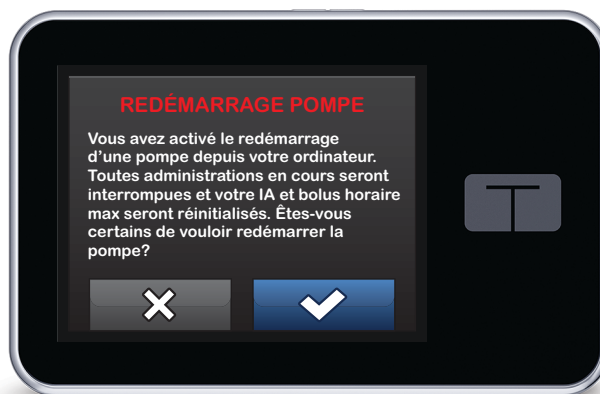 REDÉMARRAGE POMPE
Vous avez activé le redémarrage
d'une pompe depuis votre ordinateur.
Toutes administrations en cours seront
interrompues et votre IA et bolus horaire
max seront réinitialisés. Êtes-vous
certains de vouloir redémarrer la
pompe?